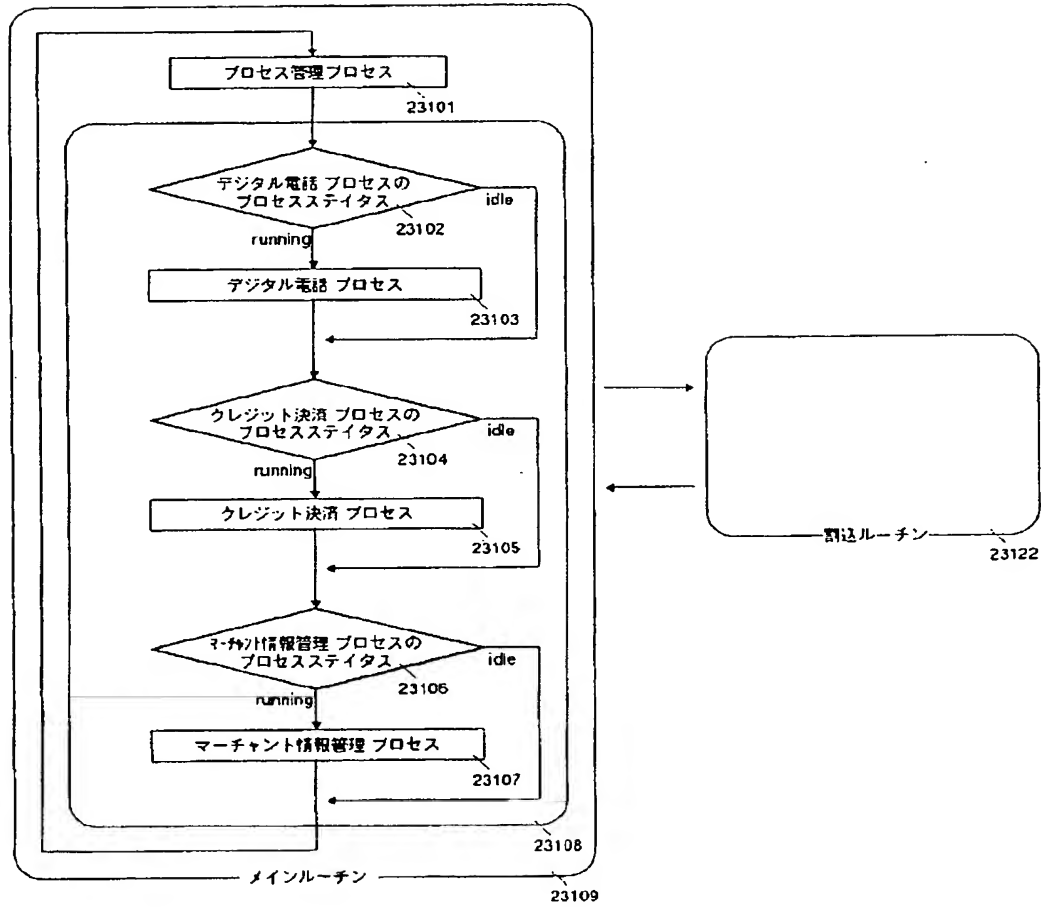 プロセス管理プロセス
23101
デジタル電話 プロセスの
プロセスステイタス
23102
idle
running
デジタル電話 プロセス
23103
クレジット決済 プロセスの
プロセスステイタス
23104
idle
running
クレジット決済 プロセス
23105
マーチャント情報管理 プロセスの
プロセスステイタス
23106
idle
running
マーチャント情報管理 プロセス
23107
23108
メインルーチン
23109
割込ルーチン
23122